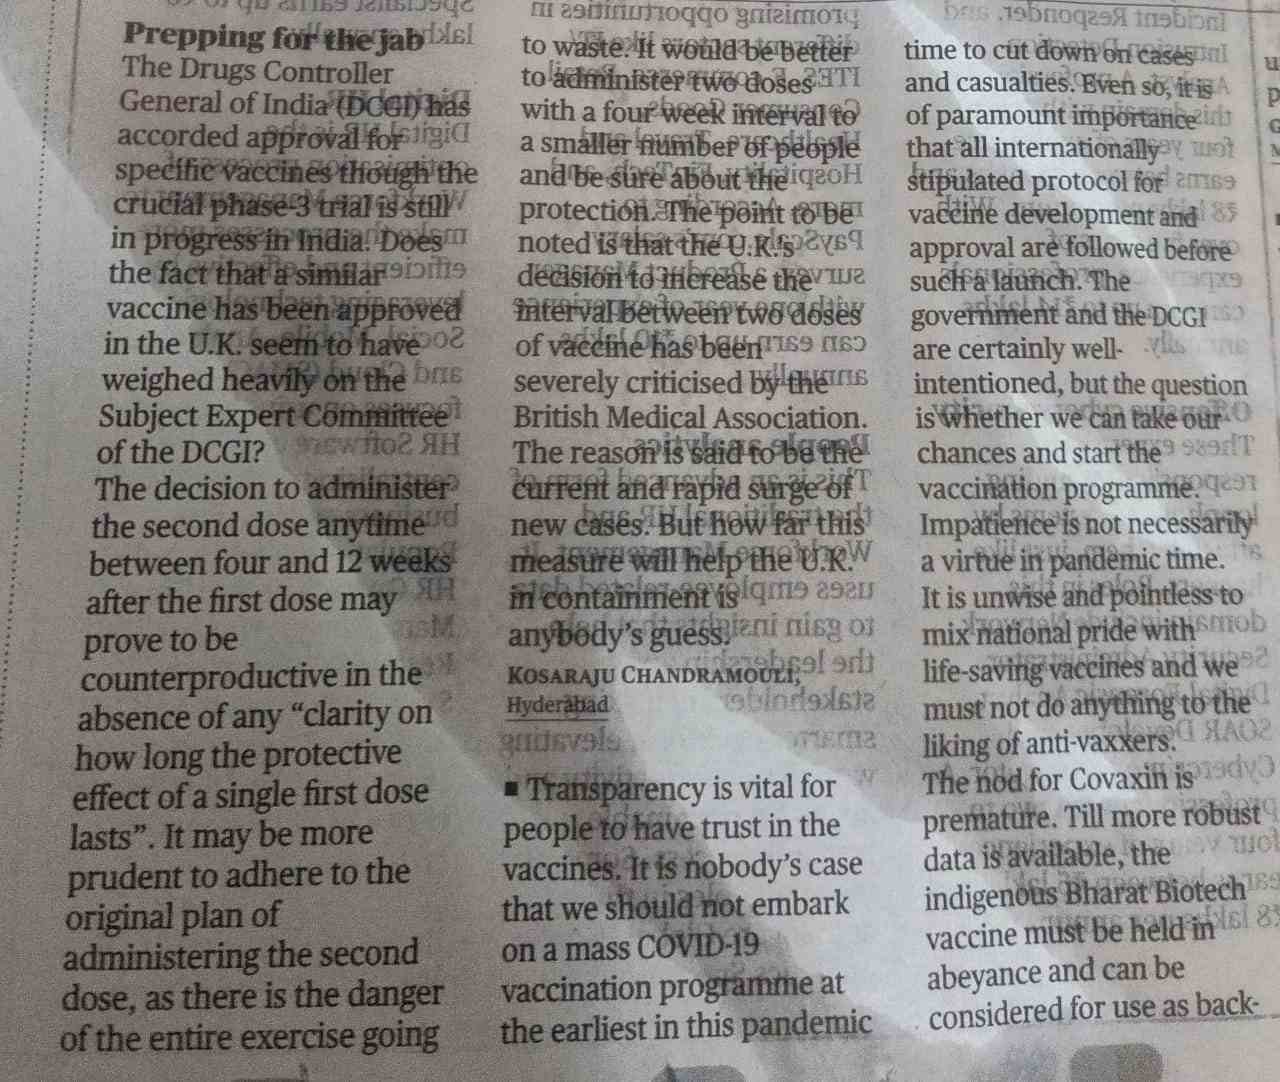 Prepping for the jab
The Drugs Controller
General of India (DCGI) has
accorded approval for
specific vaccines though the
crucial phase-3 trial is still
in progress in India. Does
the fact that a similar
vaccine has been approved
in the U.K. seem to have
weighed heavily on the
Subject Expert Committee
of the DCGI?
The decision to administer
the second dose anytime
between four and 12 weeks
after the first dose may
prove to be
counterproductive in the
absence of any “clarity on
how long the protective
effect of a single first dose
lasts”. It may be more
prudent to adhere to the
original plan of
administering the second
dose, as there is the danger
of the entire exercise going
to waste. It would be better
to administer two doses
with a four week interval to
a smaller number of people
and be sure about the
protection. The point to be
noted is that the U.K.'s
decision to increase the
interval between two doses
of vaccine has been
severely criticised by the
British Medical Association.
The reason is said to be the
current and rapid surge of
new cases. But how far this
measure will help the U.K.
in containment is
anybody's guess.
KOSARAJU CHANDRAMOULI,
Hyderabad
■ Transparency is vital for
people to have trust in the
vaccines. It is nobody's case
that we should not embark
on a mass COVID-19
vaccination programme at
the earliest in this pandemic
time to cut down on cases
and casualties. Even so, it is
of paramount importance
that all internationally
stipulated protocol for
vaccine development and
approval are followed before
such a launch. The
government and the DCGI
are certainly well-
intentioned, but the question
is whether we can take our
chances and start the
vaccination programme.
Impatience is not necessarily
a virtue in pandemic time.
It is unwise and pointless to
mix national pride with
life-saving vaccines and we
must not do anything to the
liking of anti-vaxxers.
The nod for Covaxin is
premature. Till more robust
data is available, the
indigenous Bharat Biotech
vaccine must be held in
abeyance and can be
considered for use as back-